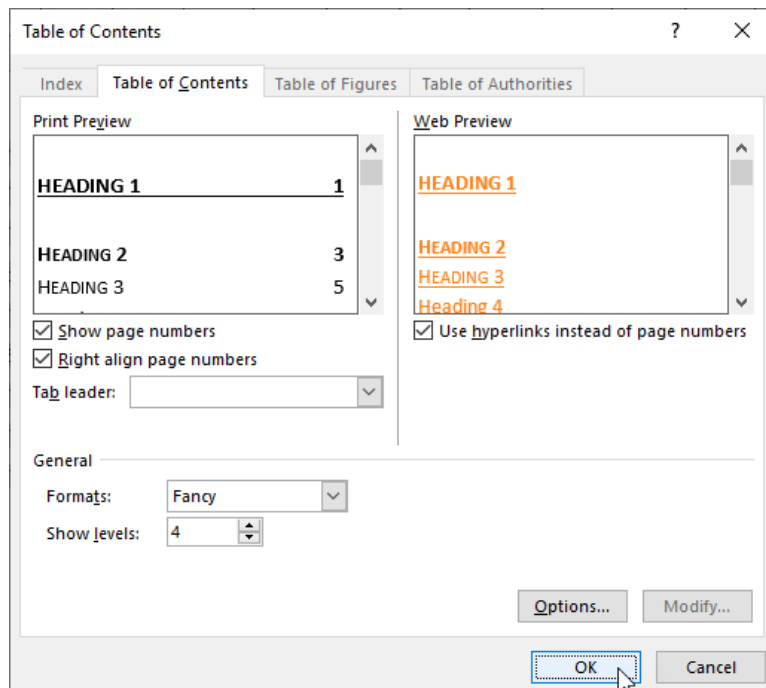 Table of Contents ?
Index Table of Contents Table of Figures Table of Authorities
Print Preview
HEADING 1 1
HEADING 2 3
HEADING 3 5
Show page numbers
Right align page numbers
Tab leader:
Web Preview
HEADING 1
HEADING 2
HEADING 3
Heading 4
Use hyperlinks instead of page numbers
General
Formats: Fancy
Show levels: 4
Options... Modify...
OK Cancel